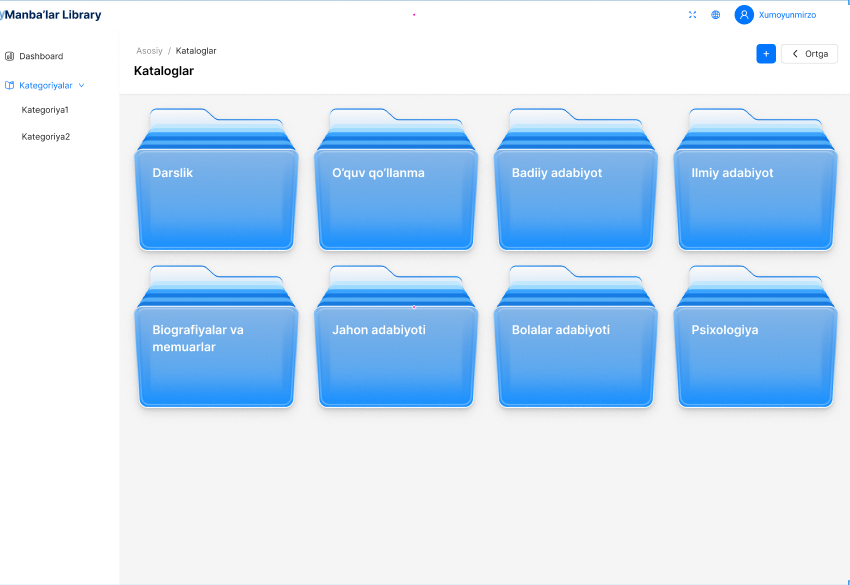 Manba'lar Library
Xumoyunmirzo
Dashboard
Kategoriyalar
Kategoriya1
Kategoriya2
Asosiy / Kataloglar
Kataloglar
+
Ortga
Darslik
O'quv qo'llanma
Badiiy adabiyot
Ilmiy adabiyot
Biografiyalar va
memuarlar
Jahon adabiyoti
Bolalar adabiyoti
Psixologiya